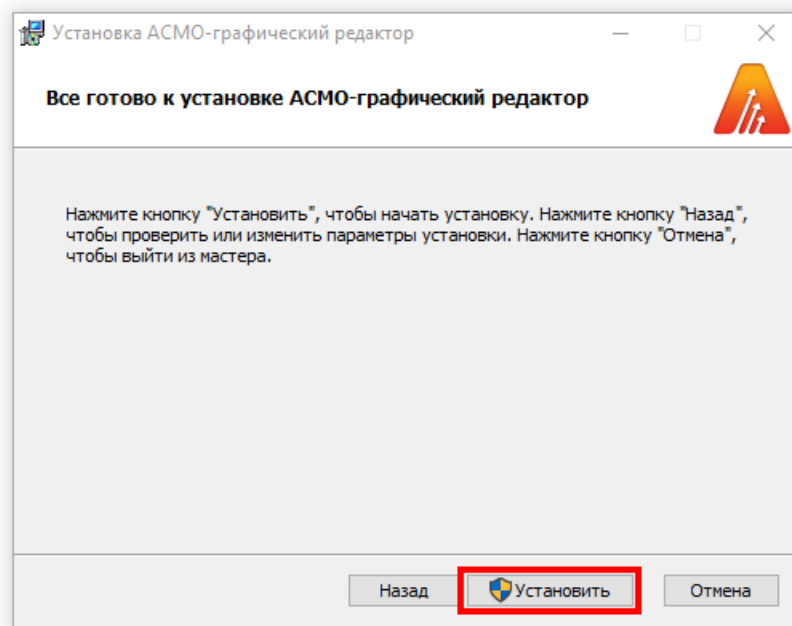 Установка АСМО-графический редактор
Все готово к установке АСМО-графический редактор
Нажмите кнопку "Установить", чтобы начать установку. Нажмите кнопку "Назад",
чтобы проверить или изменить параметры установки. Нажмите кнопку "Отмена",
чтобы выйти из мастера.
Назад Установить Отмена